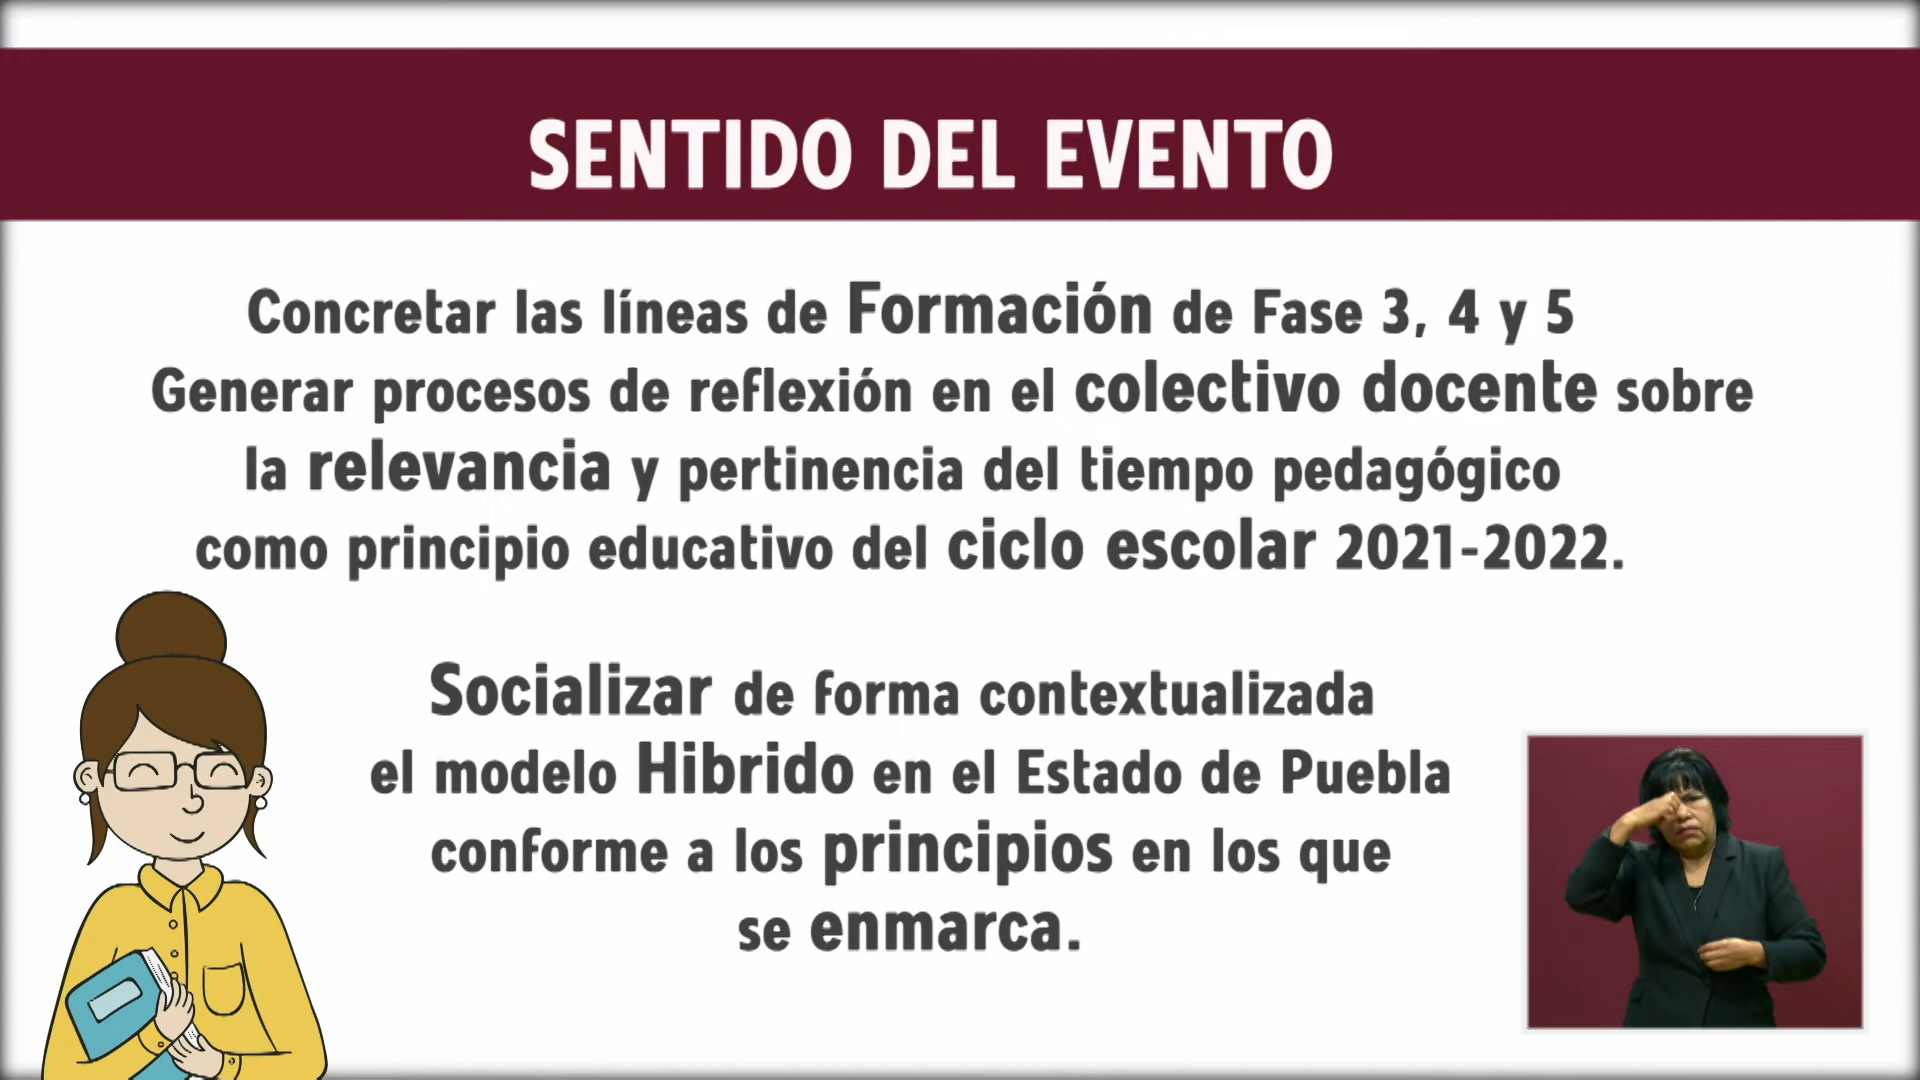 SENTIDO DEL EVENTO
Concretar las líneas de Formación de Fase 3, 4 y 5
Generar procesos de reflexión en el colectivo docente sobre
la relevancia y pertinencia del tiempo pedagógico
como principio educativo del ciclo escolar 2021-2022.
Socializar de forma contextualizada
el modelo Hibrido en el Estado de Puebla
conforme a los principios en los que
se enmarca.